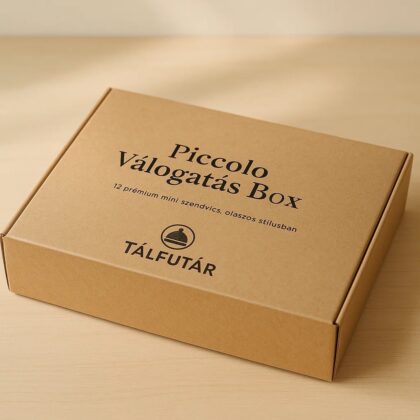 Piccolo
Válogatás Box
12 prémium mini szendvics, olaszos stílusban
TÁLFUTÁR